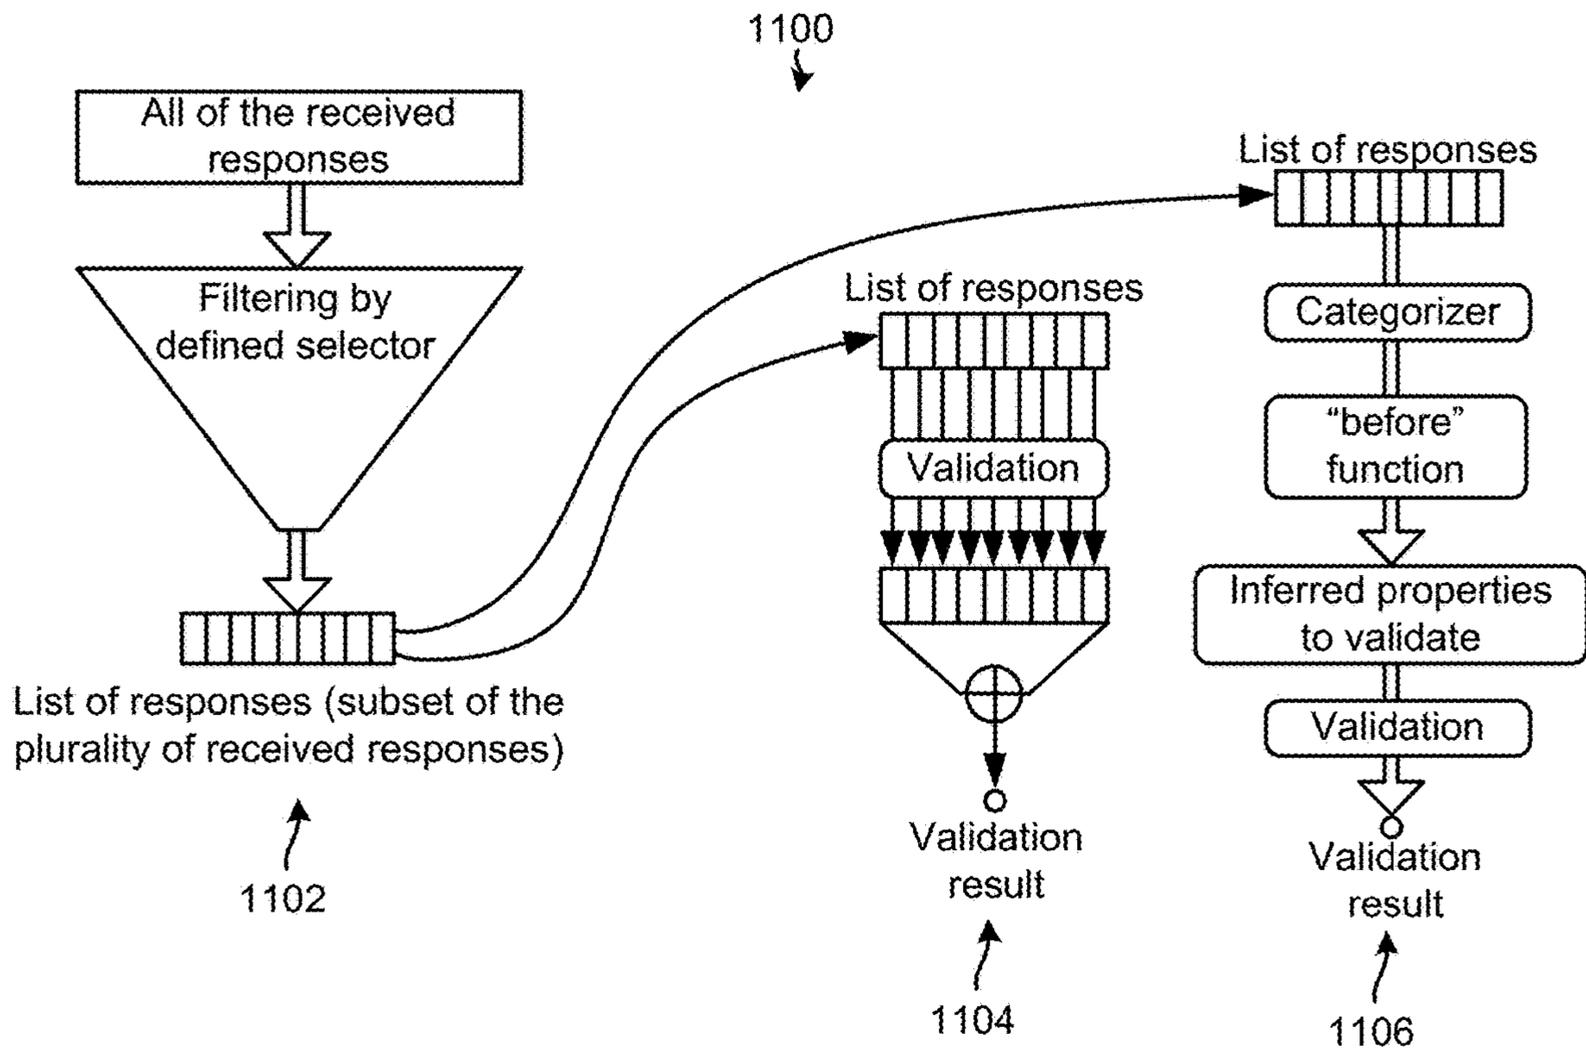 1100
All of the received
responses
Filtering by
defined selector
List of responses (subset of the
plurality of received responses)
1102
List of responses
Validation
Validation
result
1104
List of responses
Categorizer
“before”
function
Inferred properties
to validate
Validation
Validation
result
1106